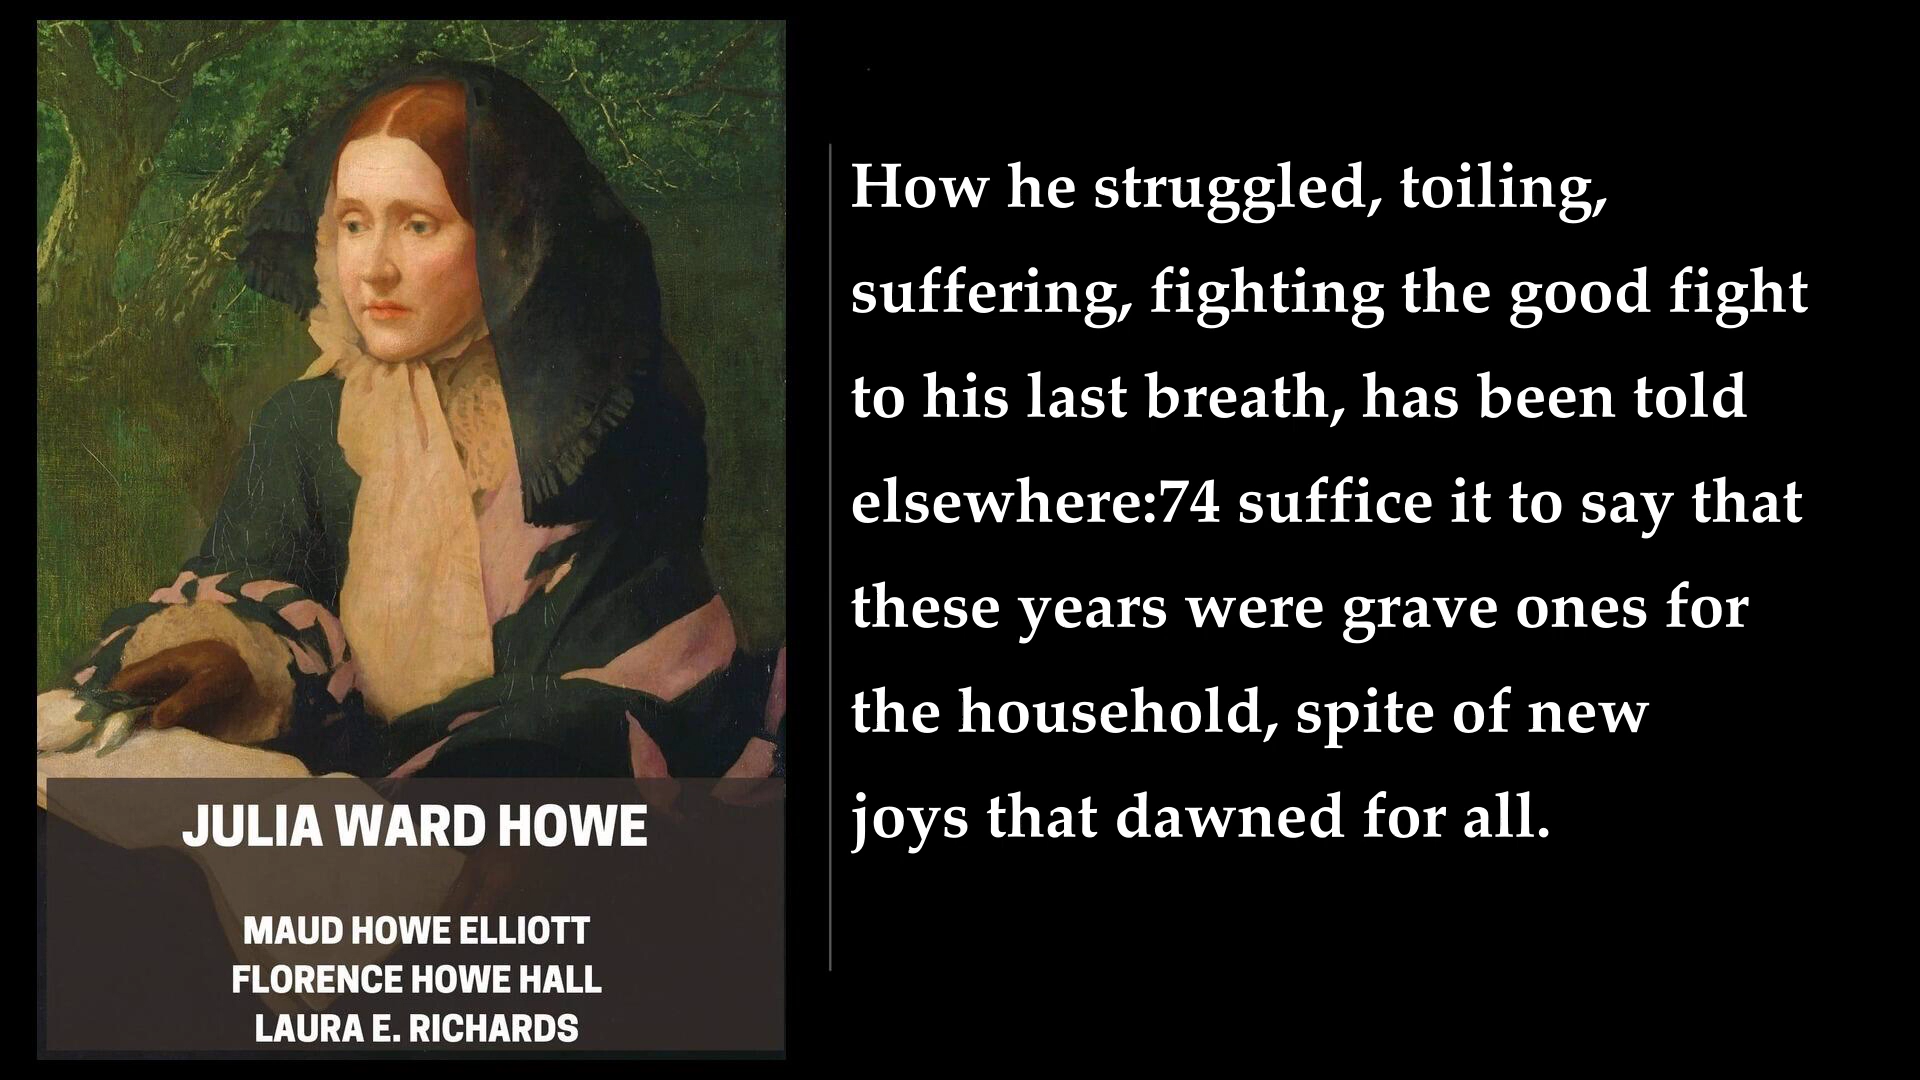 JULIA WARD HOWE
MAUD HOWE ELLIOTT
FLORENCE HOWE HALL
LAURA E. RICHARDS
How he struggled, toiling,
suffering, fighting the good fight
to his last breath, has been told
elsewhere:74 suffice it to say that
these years were grave ones for
the household, spite of new
joys that dawned for all.